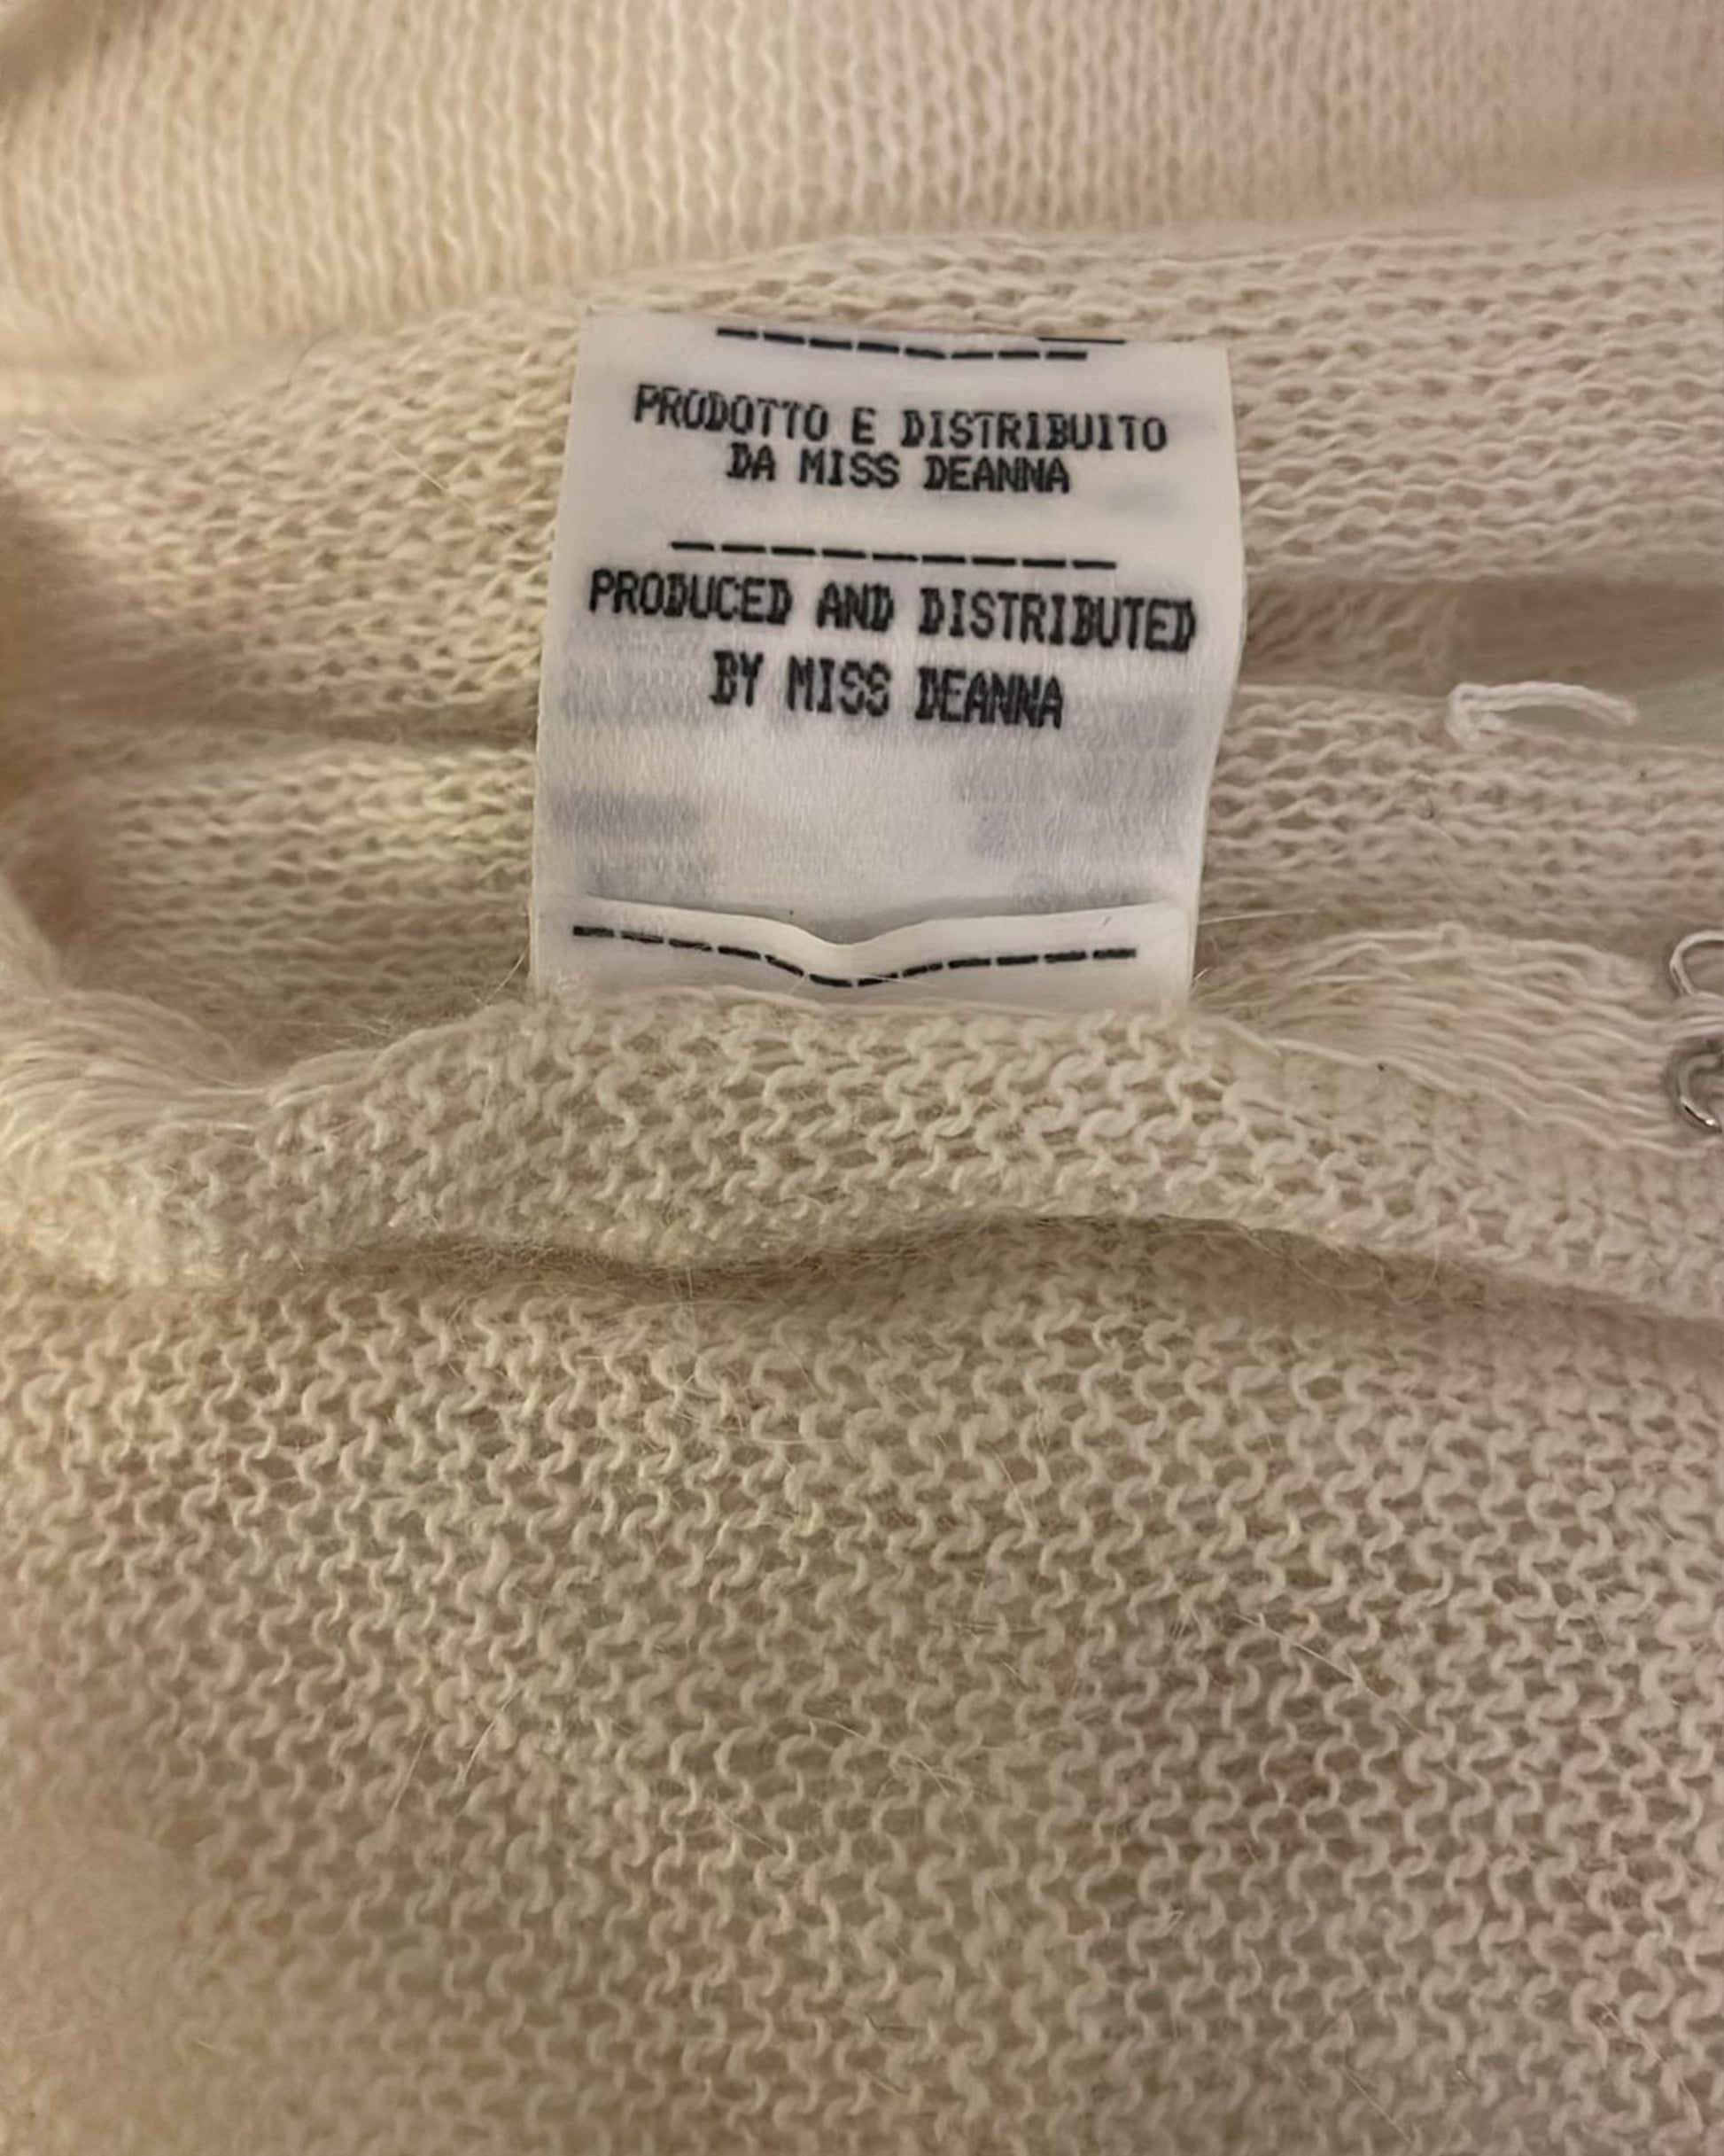 PRODOTTO E DISTRIBUITO
DA MISS DEANNA
PRODUCED AND DISTRIBUTED
BY MISS DEANNA